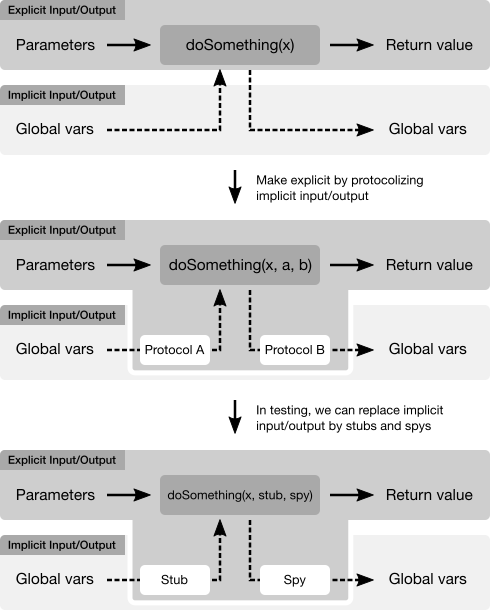 Explicit Input/Output
Parameters
doSomething(x)
Return value
Implicit Input/Output
Global vars
Global vars
Make explicit by protocolizing
implicit input/output
Explicit Input/Output
Parameters
doSomething(x, a, b)
Return value
Implicit Input/Output
Global vars
Protocol A
Protocol B
Global vars
In testing, we can replace implicit
input/output by stubs and spys
Explicit Input/Output
Parameters
doSomething(x, stub, spy)
Return value
Implicit Input/Output
Global vars
Stub
Spy
Global vars